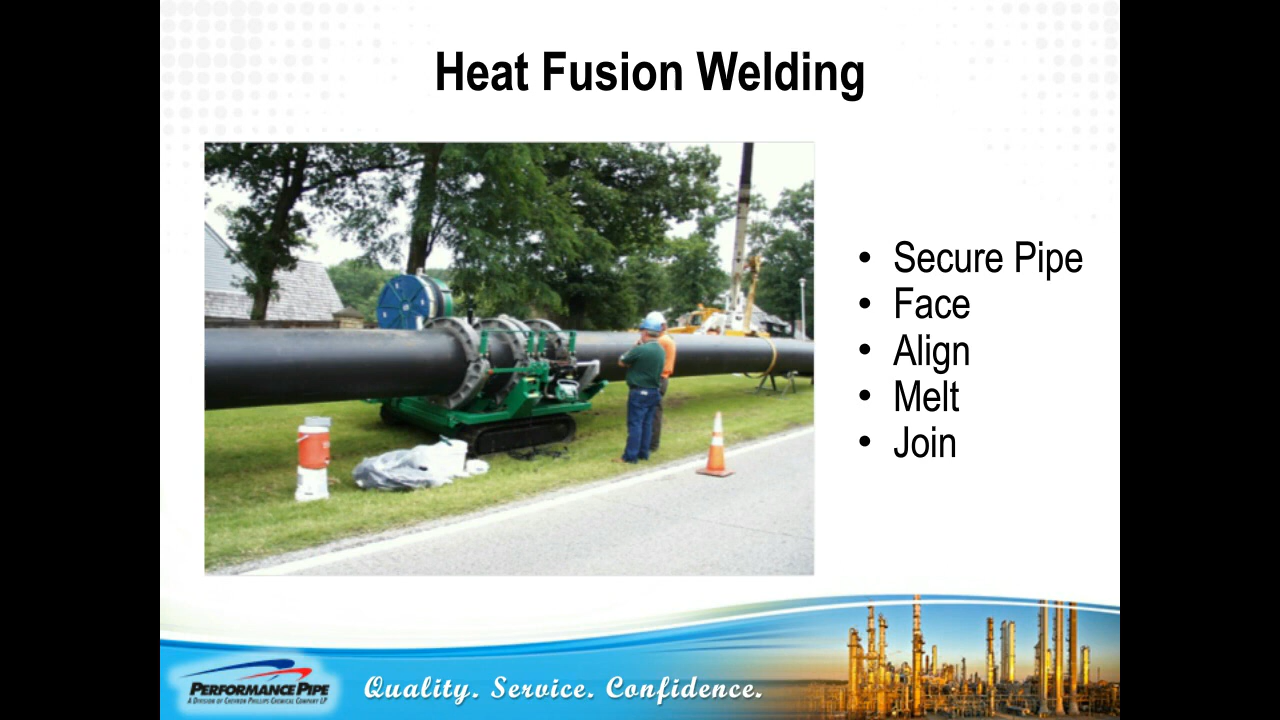 Heat Fusion Welding
• Secure Pipe
• Face
• Align
• Melt
• Join
PERFORMANCE PIPE
A DIVISION OF CHEVRON PHILLIPS CHEMICAL COMPANY LP
Quality. Service. Confidence.